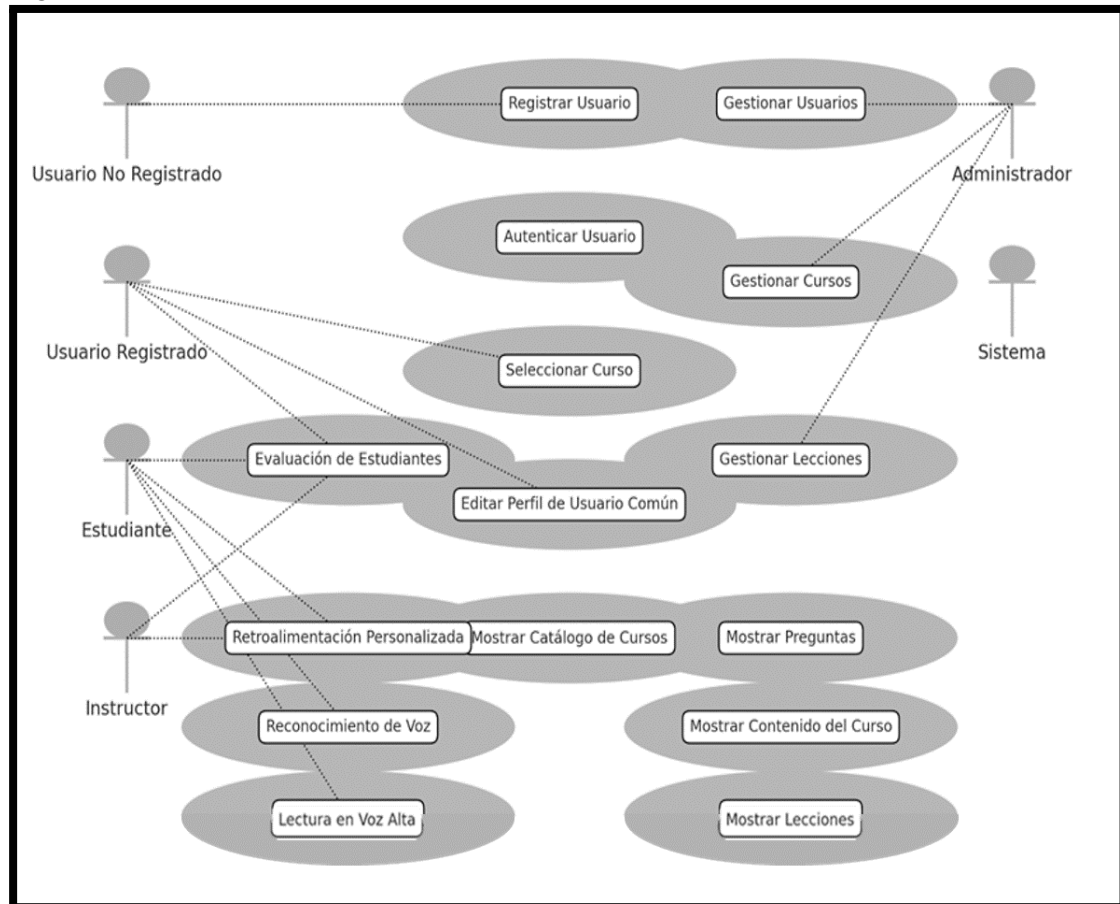 Registrar Usuario
Gestionar Usuarios
Usuario No Registrado
Administrador
Autenticar Usuario
Gestionar Cursos
Usuario Registrado
Sistema
Seleccionar Curso
Evaluación de Estudiantes
Gestionar Lecciones
Editar Perfil de Usuario Común
Estudiante
Retroalimentación Personalizada
Mostrar Catálogo de Cursos
Mostrar Preguntas
Instructor
Reconocimiento de Voz
Mostrar Contenido del Curso
Lectura en Voz Alta
Mostrar Lecciones